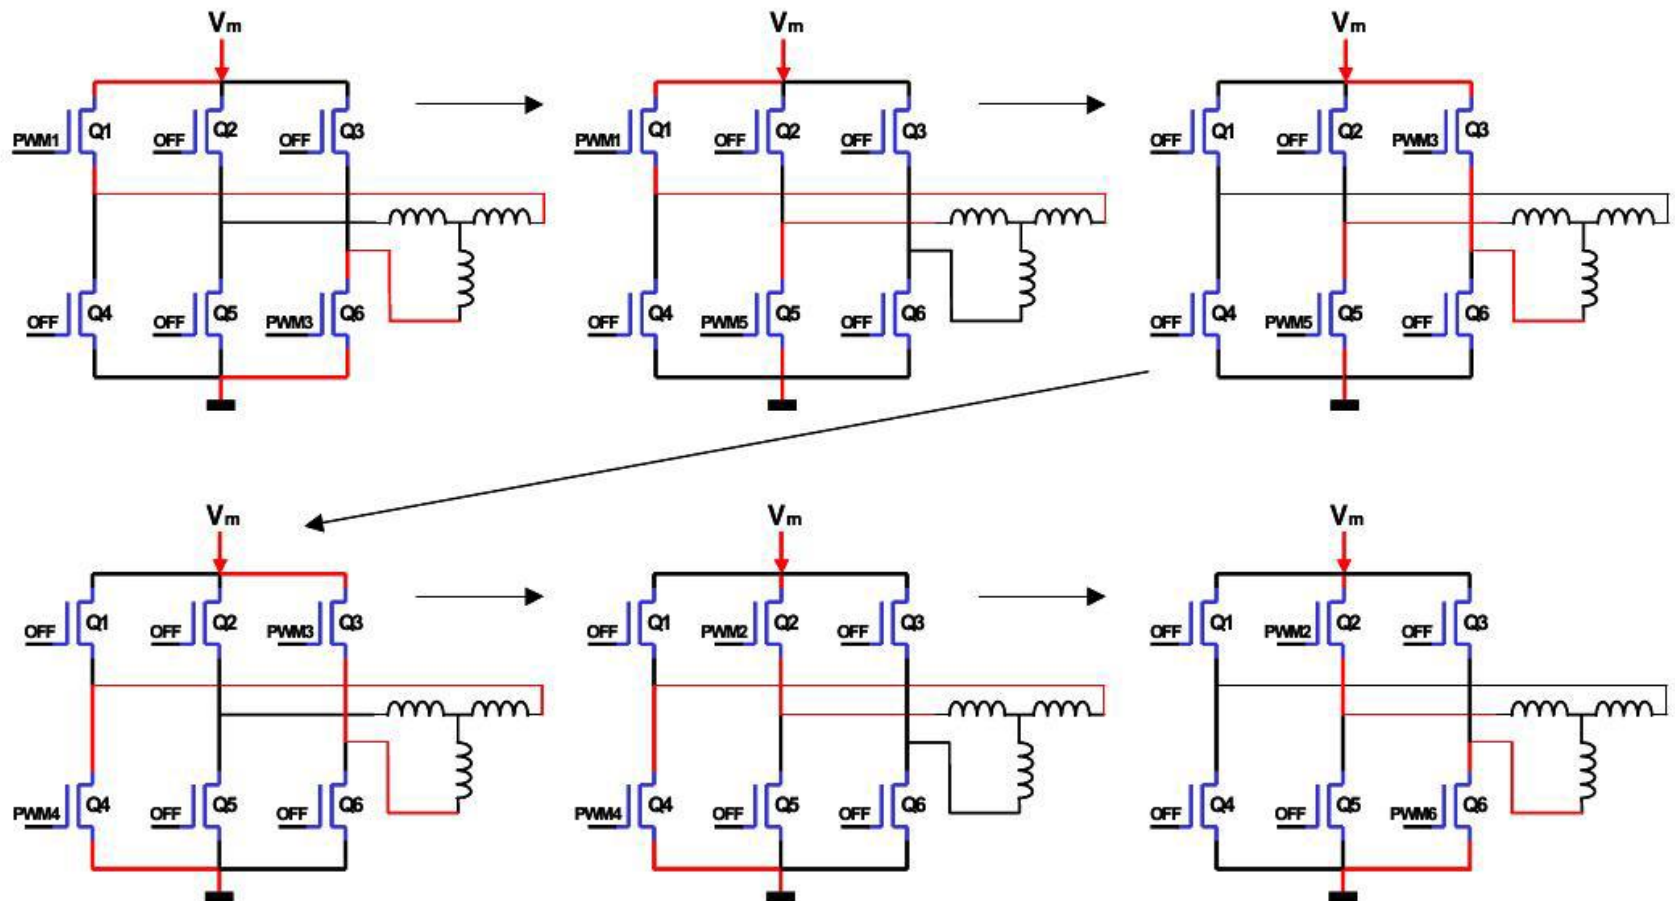 Vm Vm Vm
PWM1 Q1 OFF Q2 OFF Q3 PWM1 Q1 OFF Q2 OFF Q3 OFF Q1 OFF Q2 PWM3 Q3
OFF Q4 OFF Q5 PWM3 Q6 OFF Q4 PWM5 Q5 OFF Q6 OFF Q4 PWM5 Q5 OFF Q6
Vm Vm Vm
OFF Q1 OFF Q2 PWM3 Q3 OFF Q1 PWM2 Q2 OFF Q3 OFF Q1 PWM2 Q2 OFF Q3
PWM4 Q4 OFF Q5 OFF Q6 PWM4 Q4 OFF Q5 OFF Q6 OFF Q4 OFF Q5 PWM6 Q6